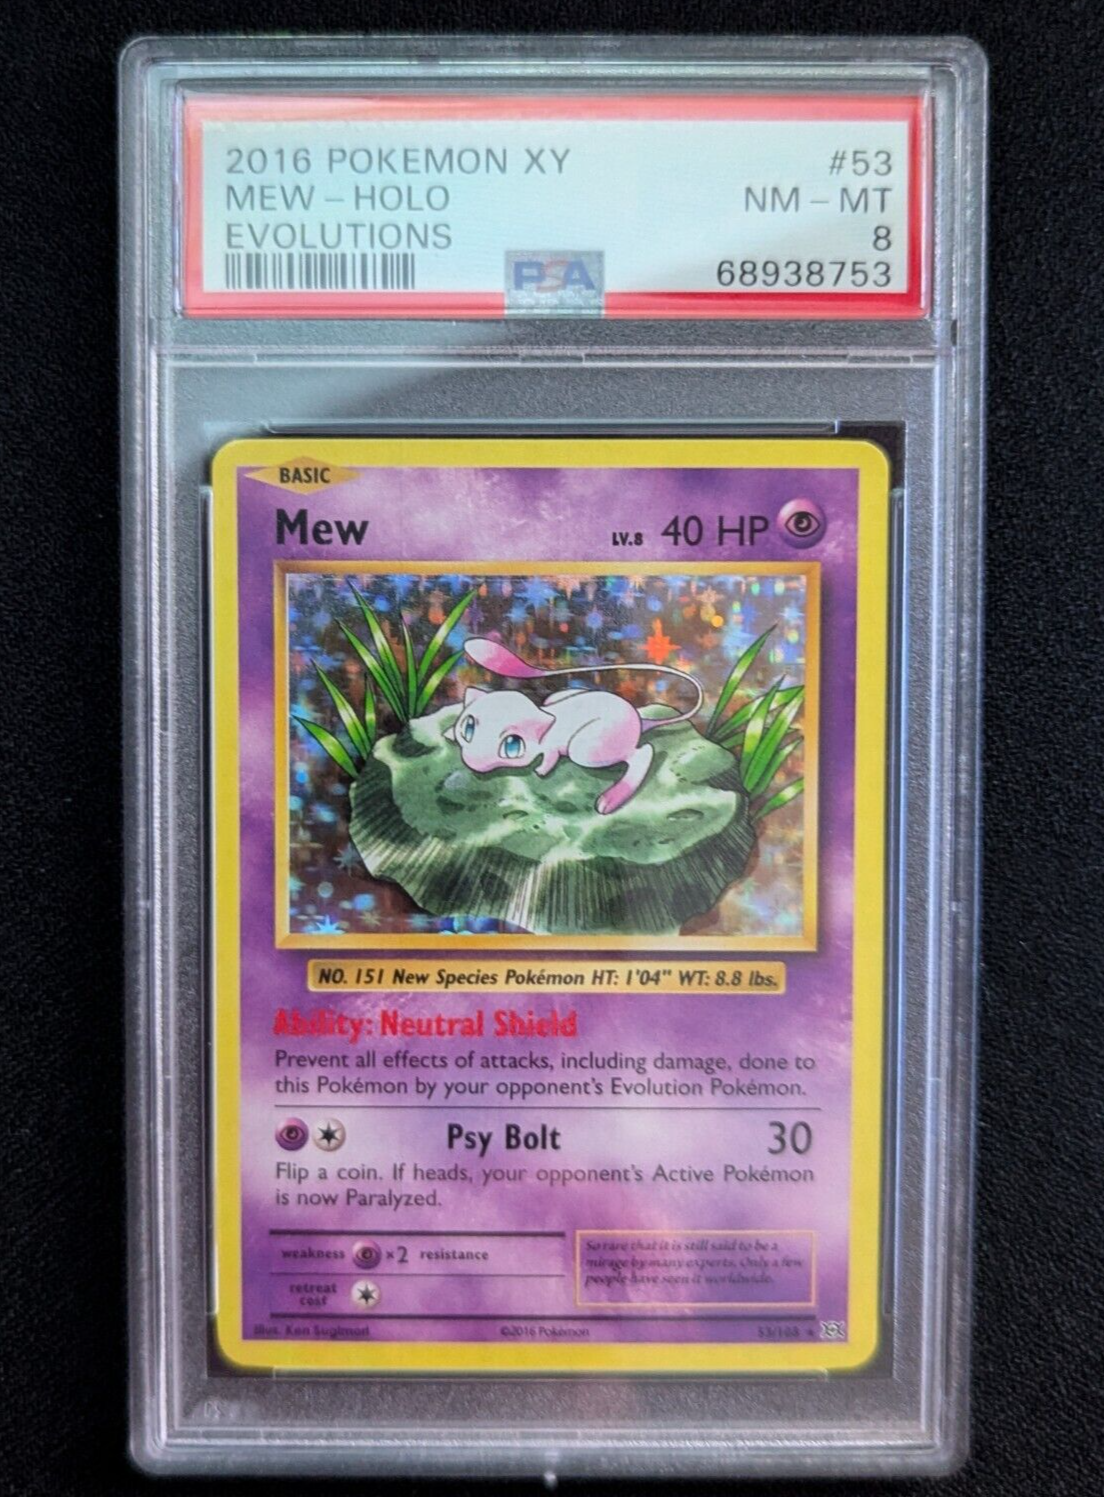 2016 POKEMON XY #53
MEW - HOLO NM - MT
EVOLUTIONS 8
PSA 68938753
BASIC
Mew LV.8 40 HP
NO. 151 New Species Pokémon HT: 1'04" WT: 8.8 lbs.
Ability: Neutral Shield
Prevent all effects of attacks, including damage, done to
this Pokémon by your opponent's Evolution Pokémon.
Psy Bolt 30
Flip a coin. If heads, your opponent's Active Pokémon
is now Paralyzed.
weakness ×2 resistance
retreat
cost
So rare that it is still said to be a
mirage by many experts. Only a few
people have seen it worldwide.
Illus. Ken Sugimori ©2016 Pokémon 53/108 ★ XY